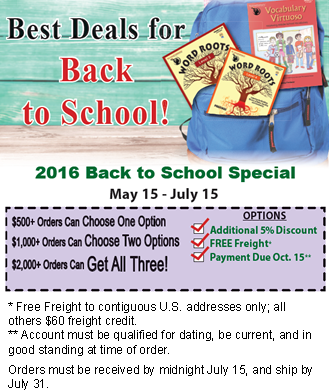 Best Deals for
Back
to School!
Vocabulary
Virtuoso
WORD ROOTS
WORD ROOTS
2016 Back to School Special
May 15 - July 15
$500+ Orders Can Choose One Option
$1,000+ Orders Can Choose Two Options
$2,000+ Orders Can Get All Three!
OPTIONS
Additional 5% Discount
FREE Freight*
Payment Due Oct. 15**
* Free Freight to contiguous U.S. addresses only; all
others $60 freight credit.
** Account must be qualified for dating, be current, and in
good standing at time of order.
Orders must be received by midnight July 15, and ship by
July 31.